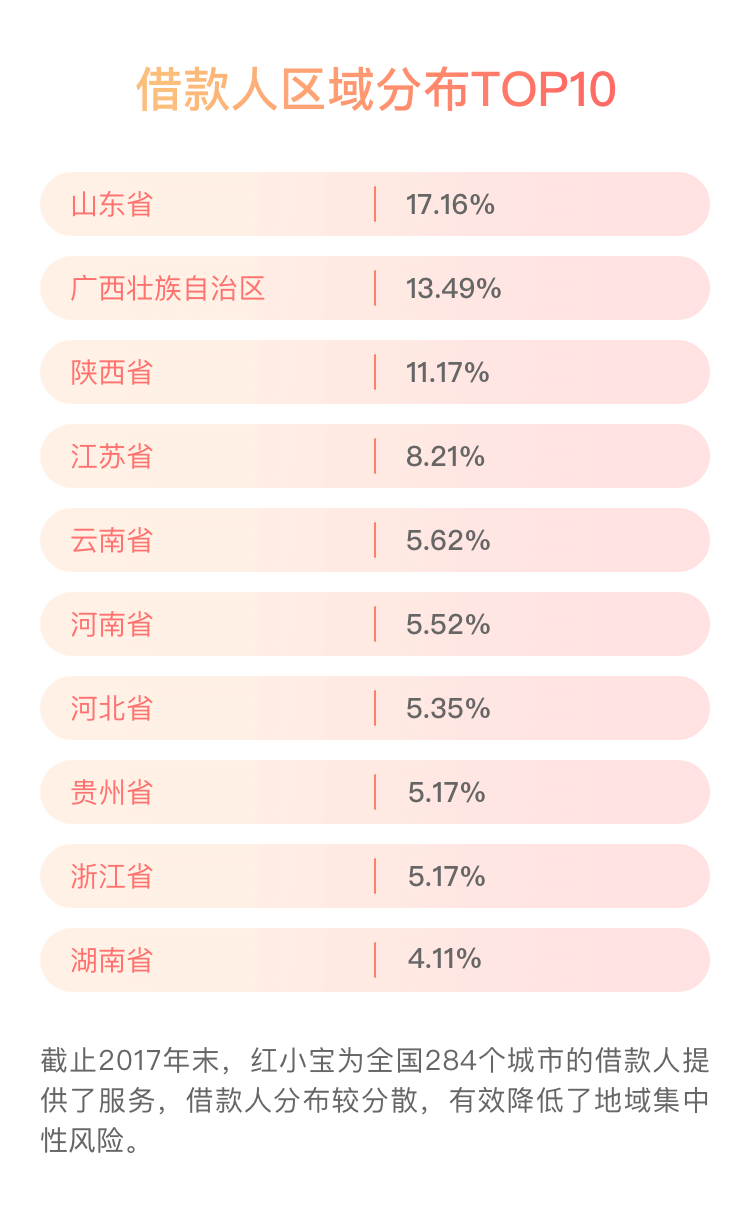 借款人区域分布TOP10
山东省 17.16%
广西壮族自治区 13.49%
陕西省 11.17%
江苏省 8.21%
云南省 5.62%
河南省 5.52%
河北省 5.35%
贵州省 5.17%
浙江省 5.17%
湖南省 4.11%
截止2017年末，红小宝为全国284个城市的借款人提
供了服务，借款人分布较分散，有效降低了地域集中
性风险。